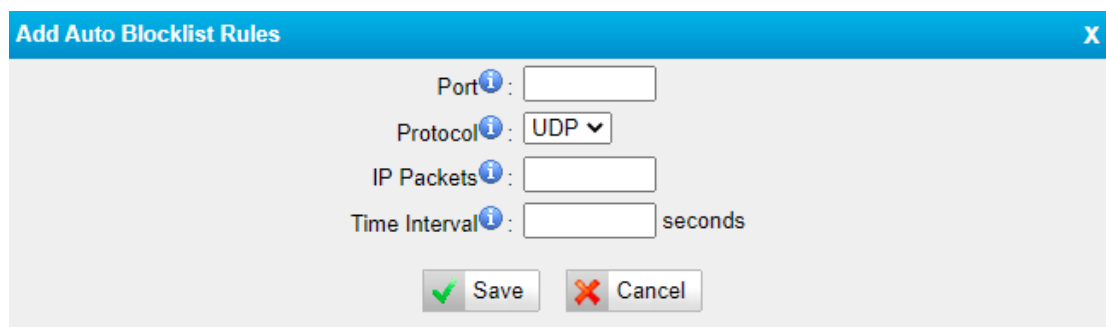 Add Auto Blocklist Rules X
Port :
Protocol : UDP
IP Packets :
Time Interval : seconds
Save Cancel